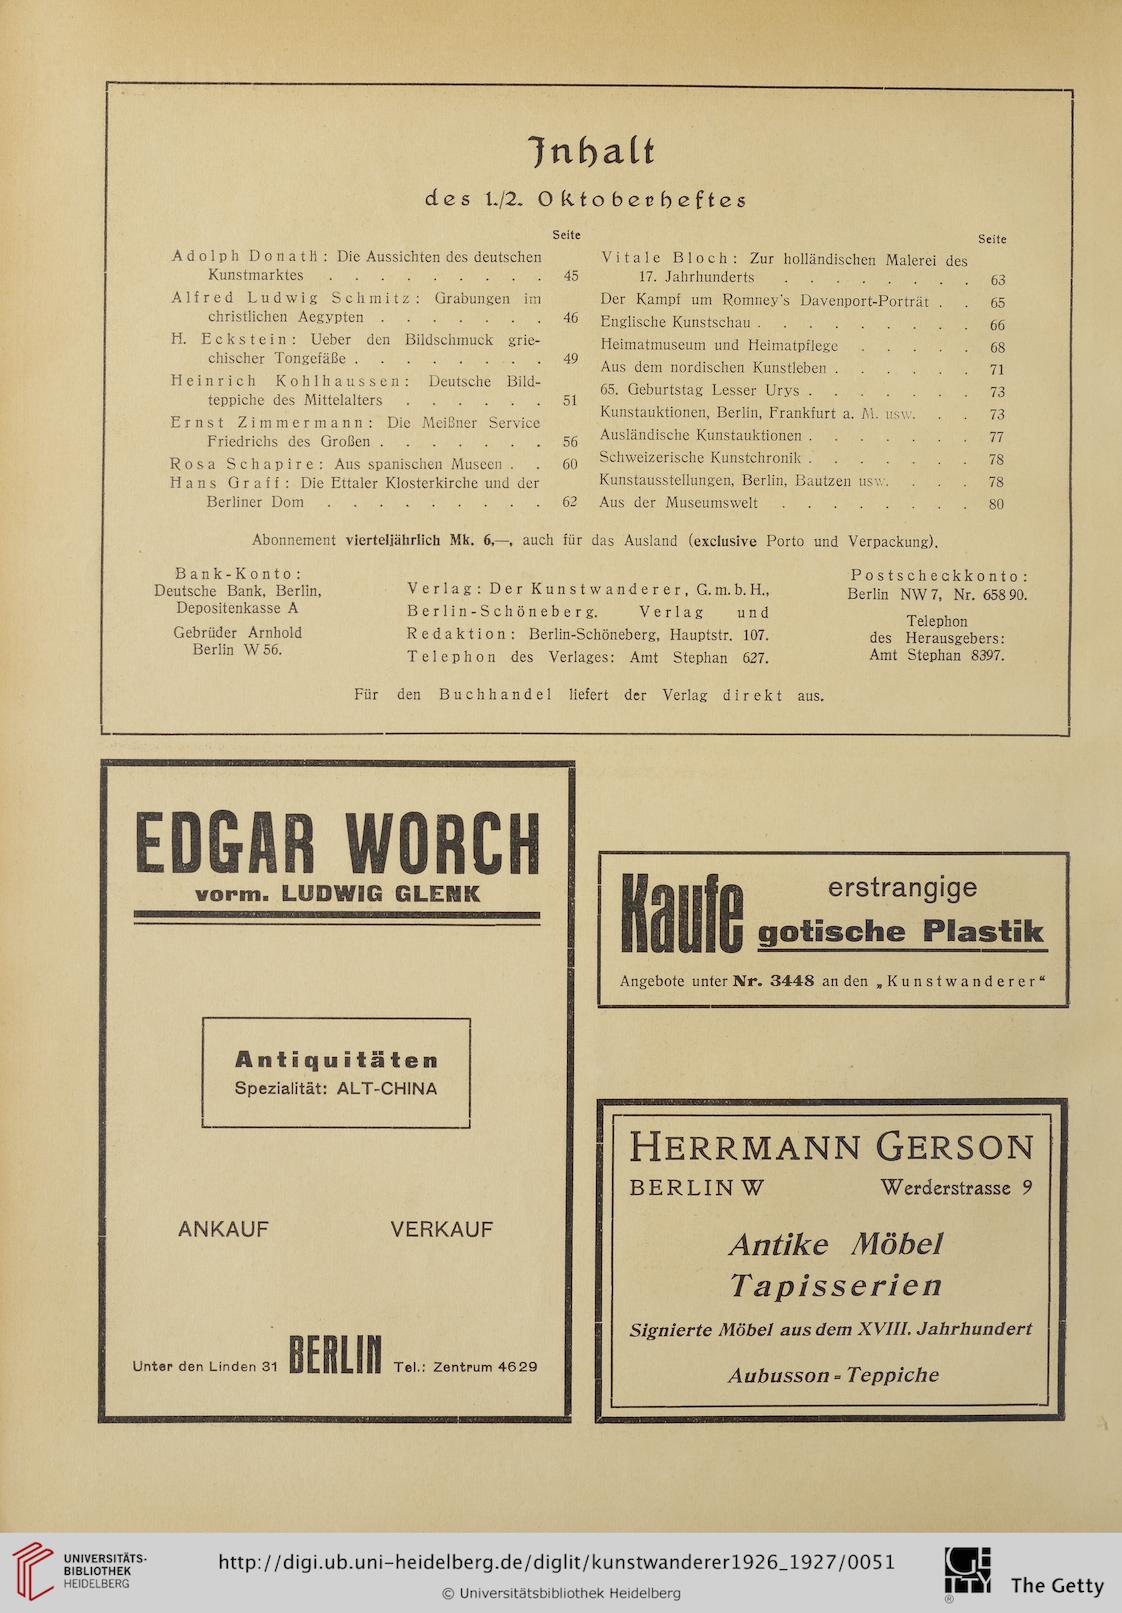 Inhalt
des 1./2. Oktoberheftes
Seite
Adolph Donath: Die Aussichten des deutschen
Kunstmarktes . . . . . . . . . 45
Alfred Ludwig Schmitz: Grabungen im
christlichen Aegypten . . . . . . . 46
H. Eckstein: Ueber den Bildschmuck grie-
chischer Tongefäße . . . . . . . . 49
Heinrich Kohlhaussen: Deutsche Bild-
teppiche des Mittelalters . . . . . . 51
Ernst Zimmermann: Die Meißner Service
Friedrichs des Großen . . . . . . . 56
Rosa Schapire: Aus spanischen Museen . . 60
Hans Graff: Die Ettaler Klosterkirche und der
Berliner Dom . . . . . . . . . 62
Seite
Vitale Bloch: Zur holländischen Malerei des
17. Jahrhunderts . . . . . . . . 63
Der Kampf um Romney's Davenport-Porträt . . 65
Englische Kunstschau . . . . . . . . . 66
Heimatmuseum und Heimatpflege . . . . . 68
Aus dem nordischen Kunstleben . . . . . . 71
65. Geburtstag Lesser Urys . . . . . . . 73
Kunstauktionen, Berlin, Frankfurt a. M. usw. . . 73
Ausländische Kunstauktionen . . . . . . . 77
Schweizerische Kunstchronik . . . . . . . 78
Kunstausstellungen, Berlin, Bautzen usw. . . . 78
Aus der Museumswelt . . . . . . . . 80
Abonnement vierteljährlich Mk. 6,—, auch für das Ausland (exclusive Porto und Verpackung).
Bank-Konto:
Deutsche Bank, Berlin,
Depositenkasse A
Gebrüder Arnhold
Berlin W 56.
Verlag: Der Kunstwanderer, G. m. b. H.,
Berlin-Schöneberg. Verlag und
Redaktion: Berlin-Schöneberg, Hauptstr. 107.
Telephon des Verlages: Amt Stephan 627.
Postscheckkonto:
Berlin NW 7, Nr. 658 90.
Telephon
des Herausgebers:
Amt Stephan 8397.
Für den Buchhandel liefert der Verlag direkt aus.
EDGAR WORCH
vorm. LUDWIG GLENK
Antiquitäten
Spezialität: ALT-CHINA
ANKAUF VERKAUF
Unter den Linden 31 BERLIN Tel.: Zentrum 4629
Kaufe erstrangige
gotische Plastik
Angebote unter Nr. 3448 an den „Kunstwanderer“
HERRMANN GERSON
BERLIN W Werderstrasse 9
Antike Möbel
Tapisserien
Signierte Möbel aus dem XVIII. Jahrhundert
Aubusson-Teppiche
UNIVERSITÄTS-
BIBLIOTHEK
HEIDELBERG
http://digi.ub.uni-heidelberg.de/diglit/kunstwanderer1926_1927/0051
© Universitätsbibliothek Heidelberg
GETTY
®
The Getty